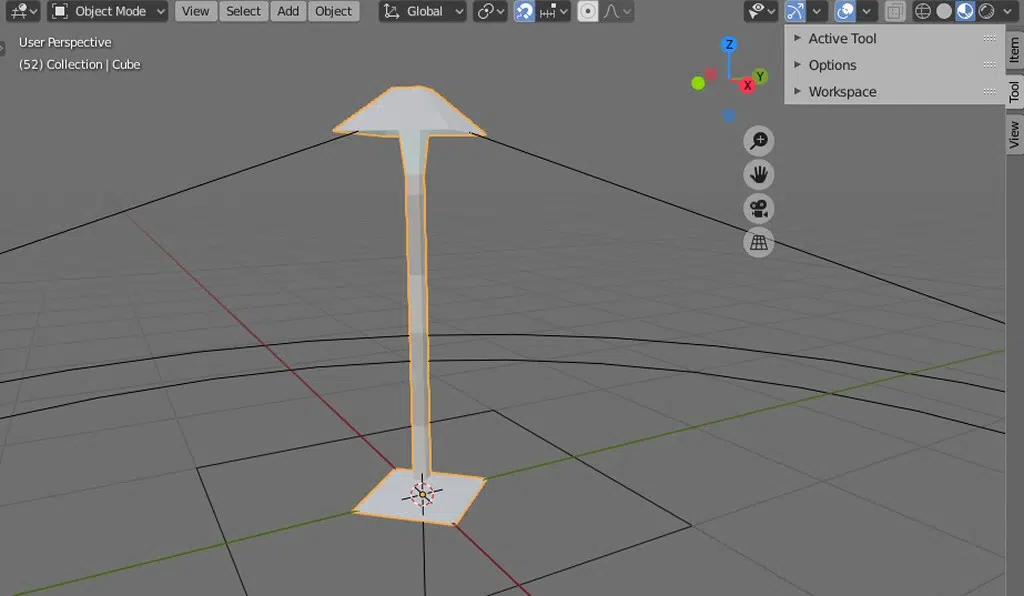 Object Mode View Select Add Object Global
User Perspective
(52) Collection | Cube
Active Tool
Options
Workspace
Item
Tool
View
Z
Y
X